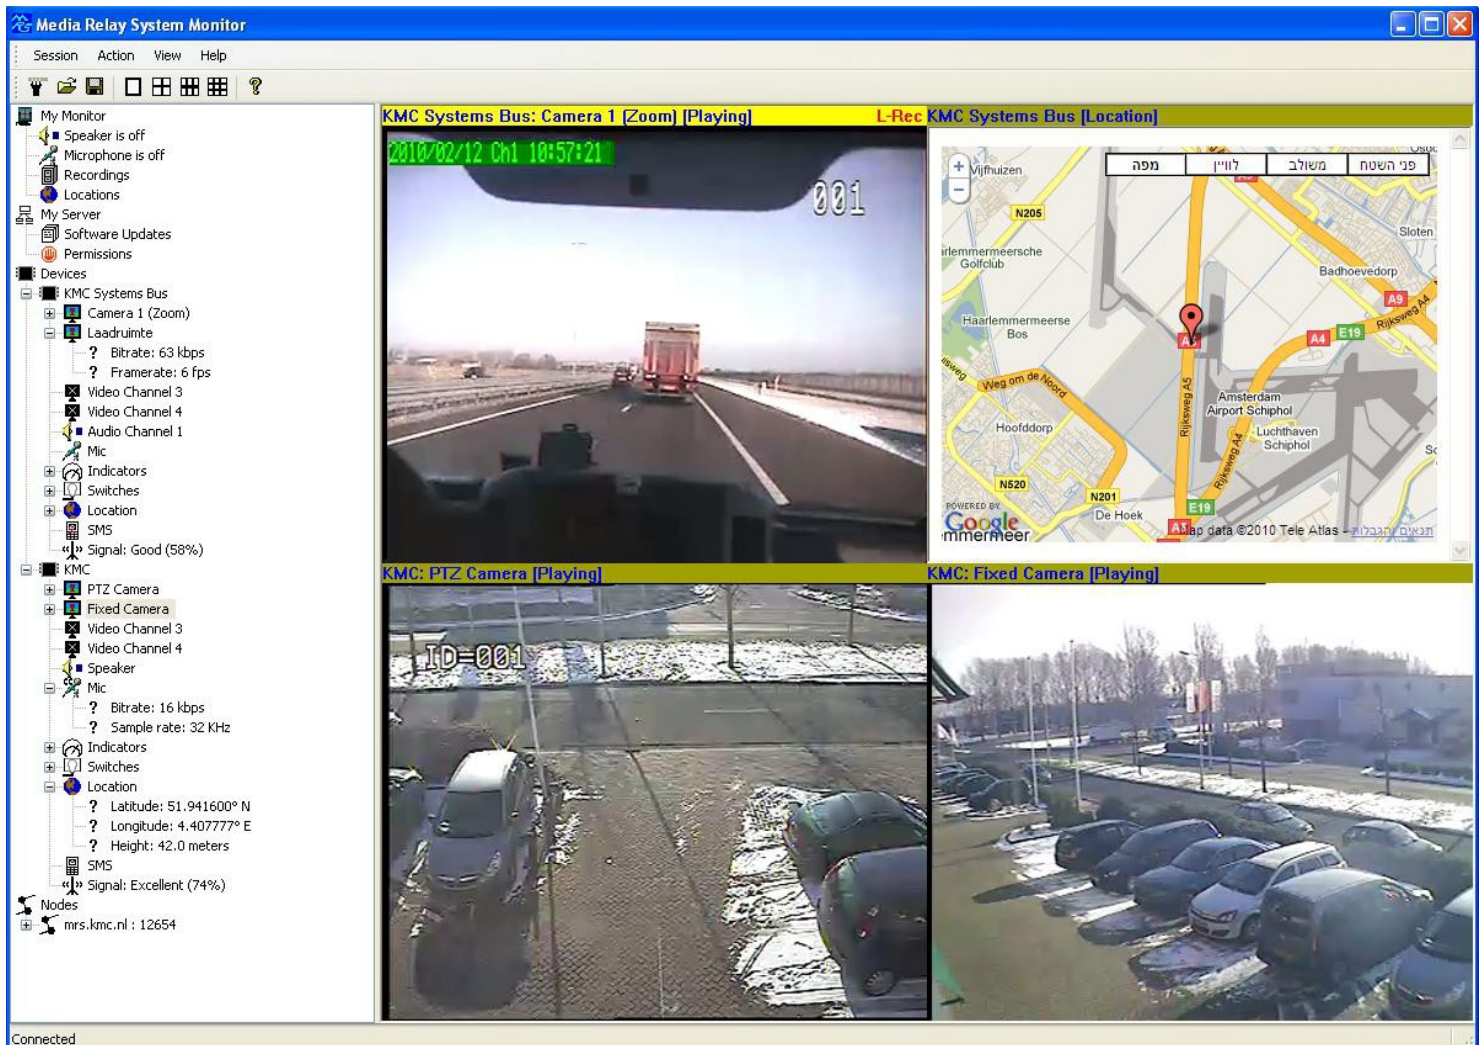 Media Relay System Monitor
Session Action View Help
My Monitor
Speaker is off
Microphone is off
Recordings
Locations
My Server
Software Updates
Permissions
Devices
KMC Systems Bus
Camera 1 (Zoom)
Laadruimte
? Bitrate: 63 kbps
? Framerate: 6 fps
Video Channel 3
Video Channel 4
Audio Channel 1
Mic
Indicators
Switches
Location
SMS
Signal: Good (58%)
KMC
PTZ Camera
Fixed Camera
Video Channel 3
Video Channel 4
Speaker
Mic
? Bitrate: 16 kbps
? Sample rate: 32 KHz
Indicators
Switches
Location
? Latitude: 51.941600° N
? Longitude: 4.407777° E
? Height: 42.0 meters
SMS
Signal: Excellent (74%)
Nodes
mrs.kmc.nl : 12654
Connected
KMC Systems Bus: Camera 1 (Zoom) [Playing] L-Rec
2010/02/12 Ch1 10:57:21
001
KMC Systems Bus [Location]
מפה לוויין משולב פני השטח
Vijfhuizen
N205
Sloten
Haarlemmermeersche
Golfclub
Badhoevedorp
A9
Rijksweg A4
Haarlemmermeerse
Bos
A4 E19
Weg om de Noord
Rijksweg A5
Amsterdam
Airport Schiphol
Luchthaven
Schiphol
Hoofddorp
Rijksweg A4
N520
N201
E19
De Hoek
POWERED BY
Google
Map data ©2010 Tele Atlas - תנאים והגבלות
KMC: PTZ Camera [Playing]
ID=001
KMC: Fixed Camera [Playing]